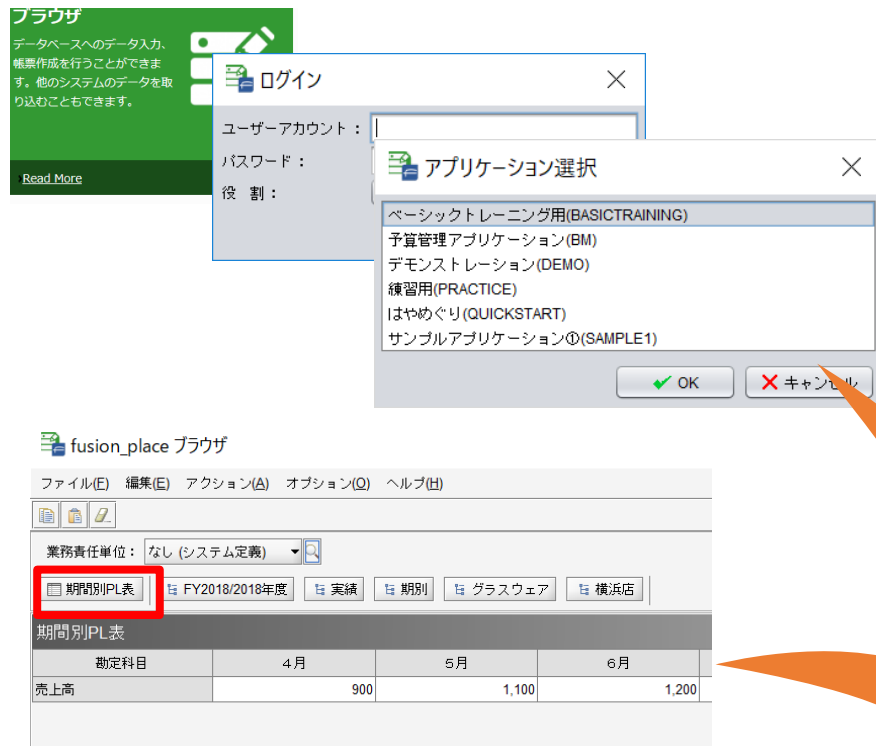 ブラウザ
データベースへのデータ入力、
帳票作成を行うことができま
す。他のシステムのデータを取
り込むこともできます。
Read More
ログイン
ユーザーアカウント：
パスワード：
役 割：
アプリケーション選択
ベーシックトレーニング用(BASICTRAINING)
予算管理アプリケーション(BM)
デモンストレーション(DEMO)
練習用(PRACTICE)
はやめぐり(QUICKSTART)
サンプルアプリケーション①(SAMPLE1)
OK
キャンセル
fusion_place ブラウザ
ファイル(F) 編集(E) アクション(A) オプション(O) ヘルプ(H)
業務責任単位： なし (システム定義)
期間別PL表 FY2018/2018年度 実績 期別 グラスウェア 横浜店
期間別PL表
勘定科目 4月 5月 6月
売上高 900 1,100 1,200